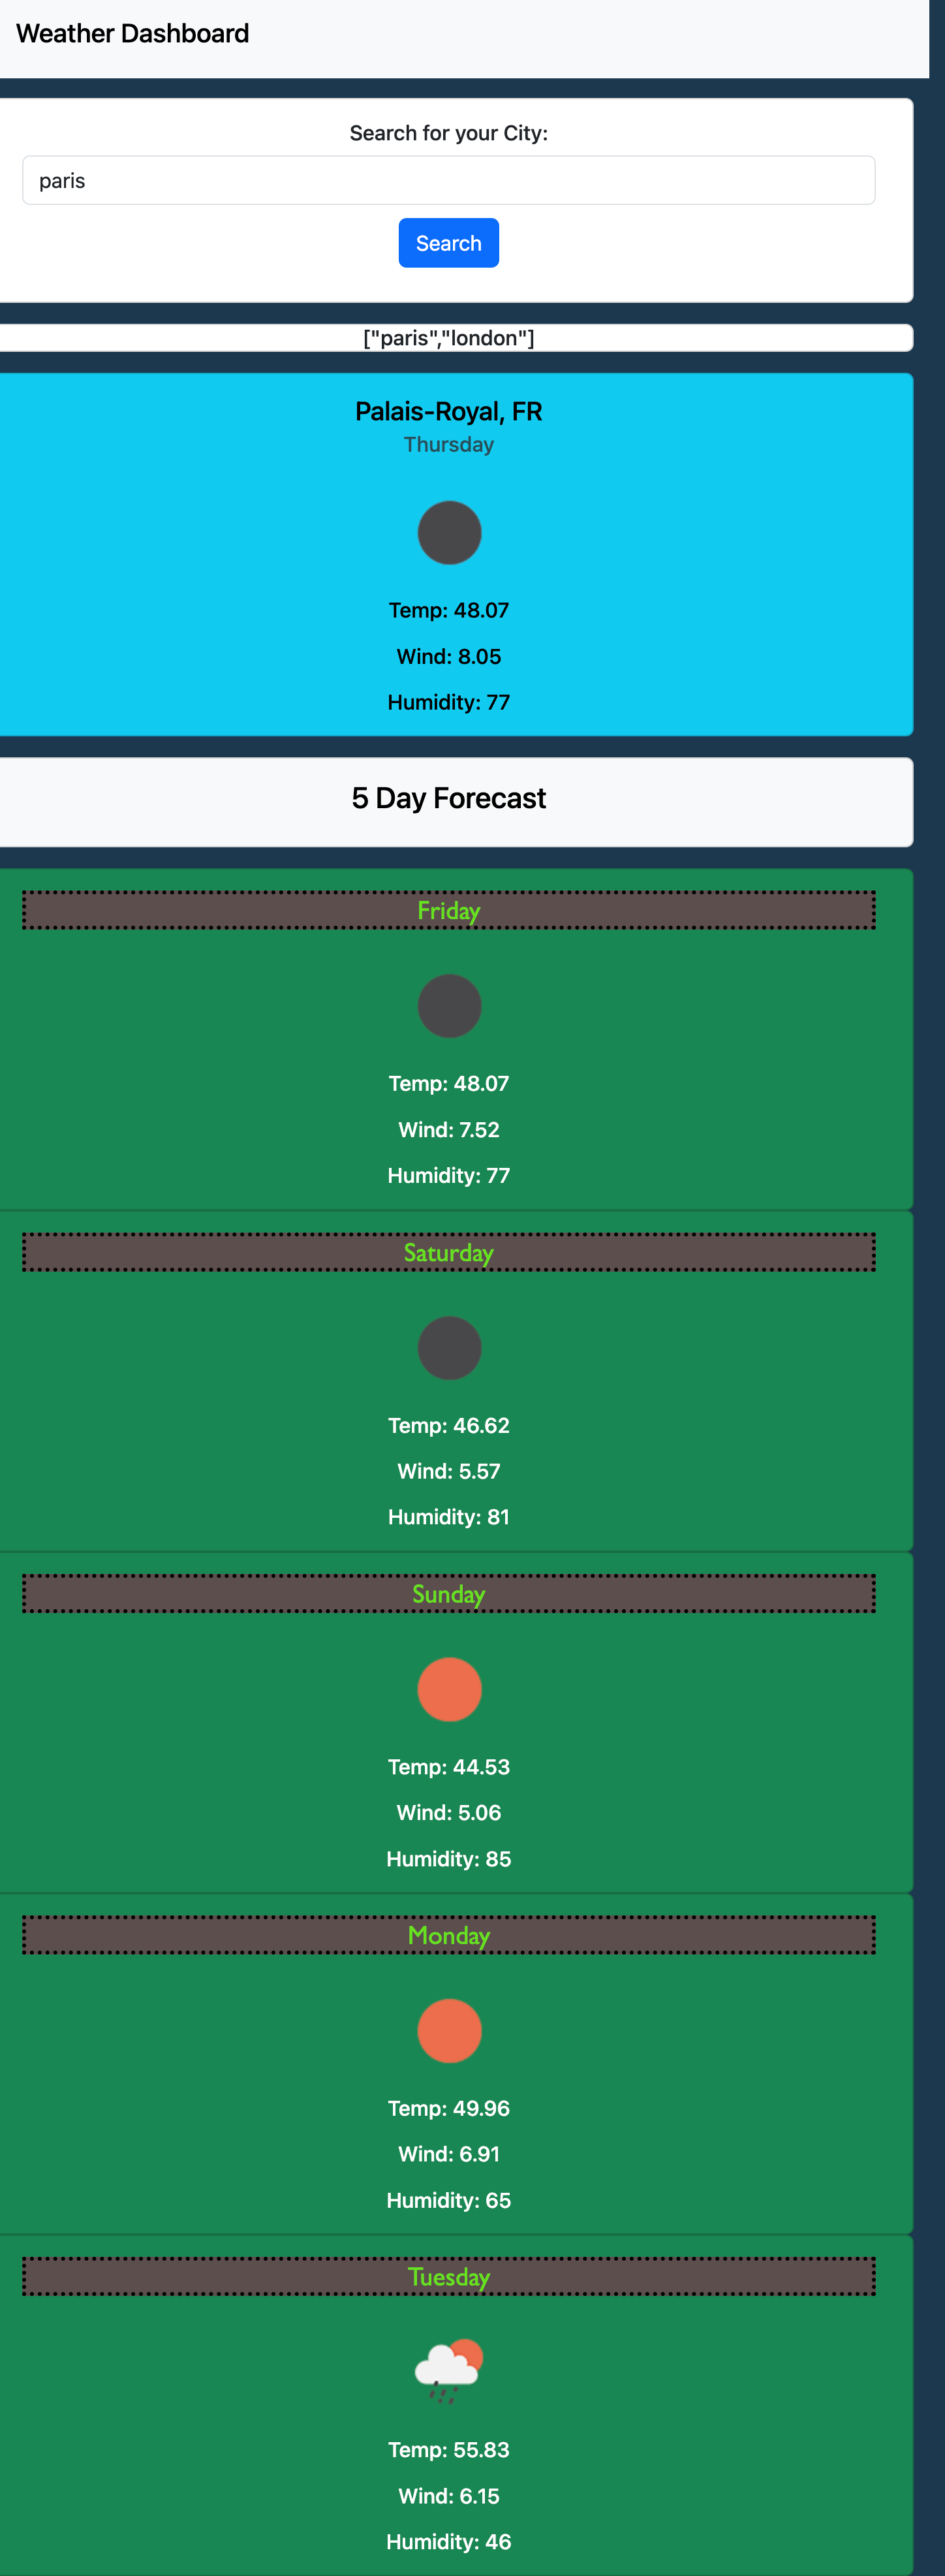 Weather Dashboard
Search for your City:
paris
Search
["paris","london"]
Palais-Royal, FR
Thursday
Temp: 48.07
Wind: 8.05
Humidity: 77
5 Day Forecast
Friday
Temp: 48.07
Wind: 7.52
Humidity: 77
Saturday
Temp: 46.62
Wind: 5.57
Humidity: 81
Sunday
Temp: 44.53
Wind: 5.06
Humidity: 85
Monday
Temp: 49.96
Wind: 6.91
Humidity: 65
Tuesday
Temp: 55.83
Wind: 6.15
Humidity: 46